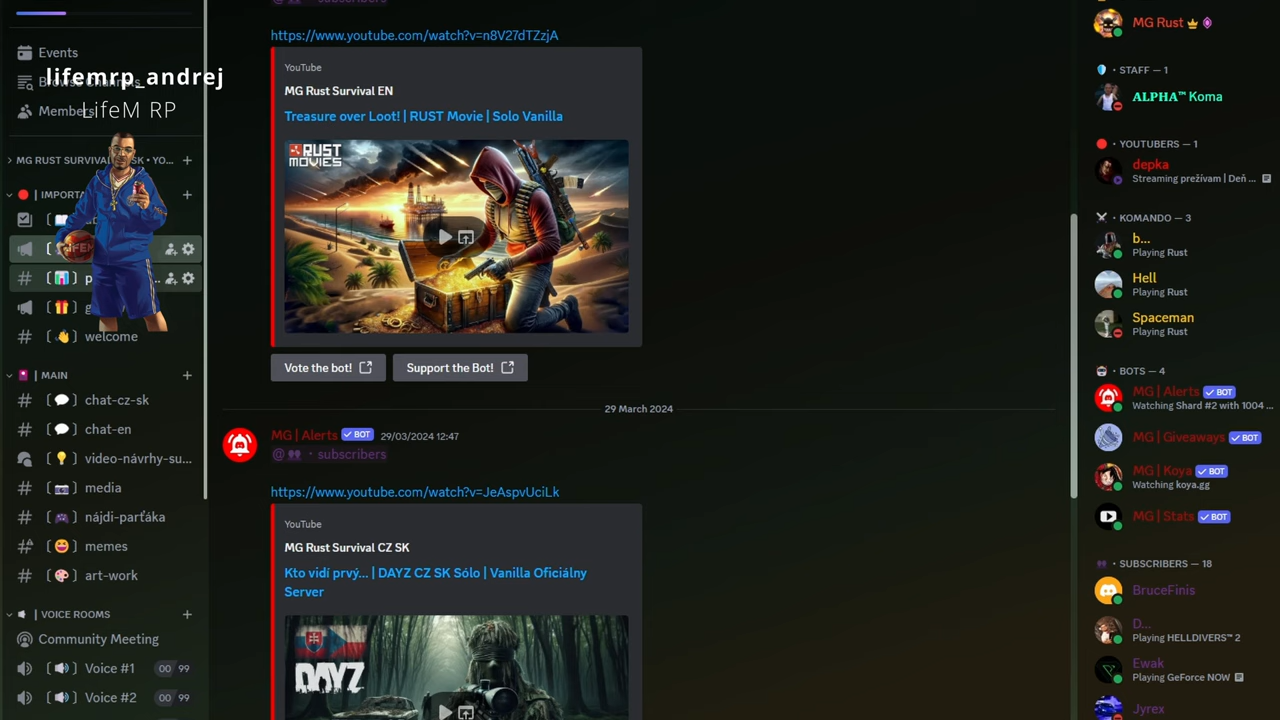 Events
lifemrp_andrej
LifeM RP
Members
MG RUST SURVIVAL
SK • YO...
| IMPORTA
p
...
g
welcome
| MAIN
chat-cz-sk
chat-en
video-návrhy-su...
media
nájdi-parťáka
memes
art-work
| VOICE ROOMS
Community Meeting
Voice #1 00 99
Voice #2 00 99
@ • subscribers
https://www.youtube.com/watch?v=n8V27dTZzjA
YouTube
MG Rust Survival EN
Treasure over Loot! | RUST Movie | Solo Vanilla
RUST
MOVIES
Vote the bot!
Support the Bot!
29 March 2024
MG | Alerts BOT 29/03/2024 12:47
@ • subscribers
https://www.youtube.com/watch?v=JeAspvUciLk
YouTube
MG Rust Survival CZ SK
Kto vidí prvý... | DAYZ CZ SK Sólo | Vanilla Oficiálny
Server
DAYZ
MG Rust
• STAFF — 1
ALPHA™ Koma
• YOUTUBERS — 1
depka
Streaming prežívam | Deň ...
• KOMANDO — 3
b...
Playing Rust
Hell
Playing Rust
Spaceman
Playing Rust
• BOTS — 4
MG | Alerts BOT
Watching Shard #2 with 1004 ...
MG | Giveaways BOT
MG | Koya BOT
Watching koya.gg
MG | Stats BOT
• SUBSCRIBERS — 18
BruceFinis
D...
Playing HELLDIVERS™ 2
Ewak
Playing GeForce NOW
Jyrex